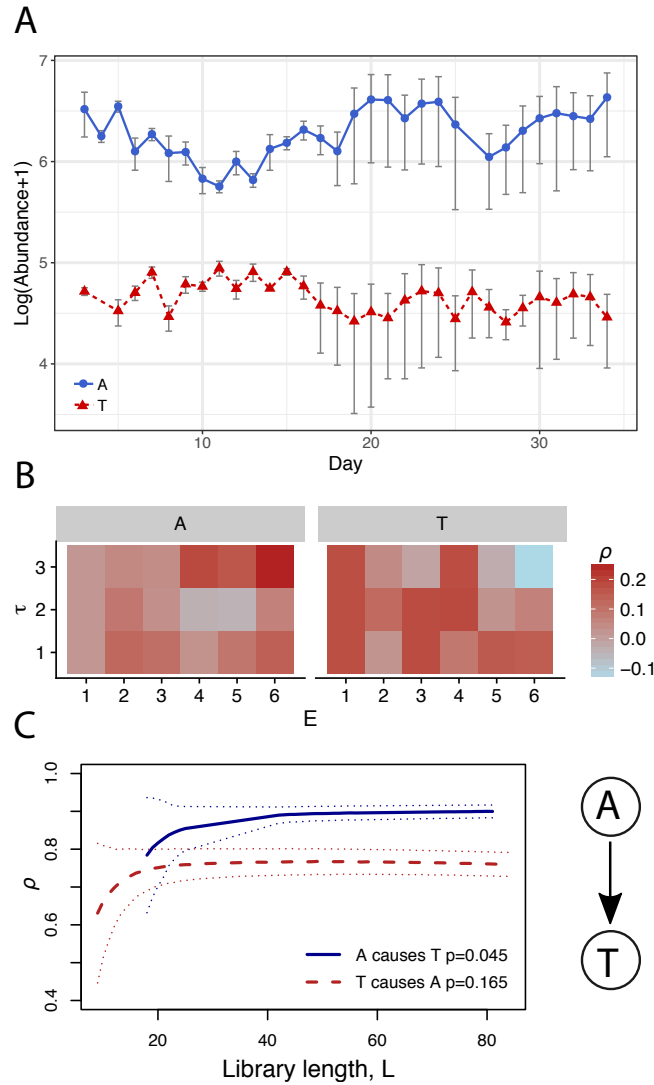 A
Log(Abundance+1)
7
6
5
4
A
T
10
20
30
Day
B
A
T
τ
3
2
1
1 2 3 4 5 6
1 2 3 4 5 6
E
ρ
0.2
0.1
0.0
−0.1
C
ρ
1.0
0.8
0.6
0.4
A causes T p=0.045
T causes A p=0.165
20 40 60 80
Library length, L
A
T